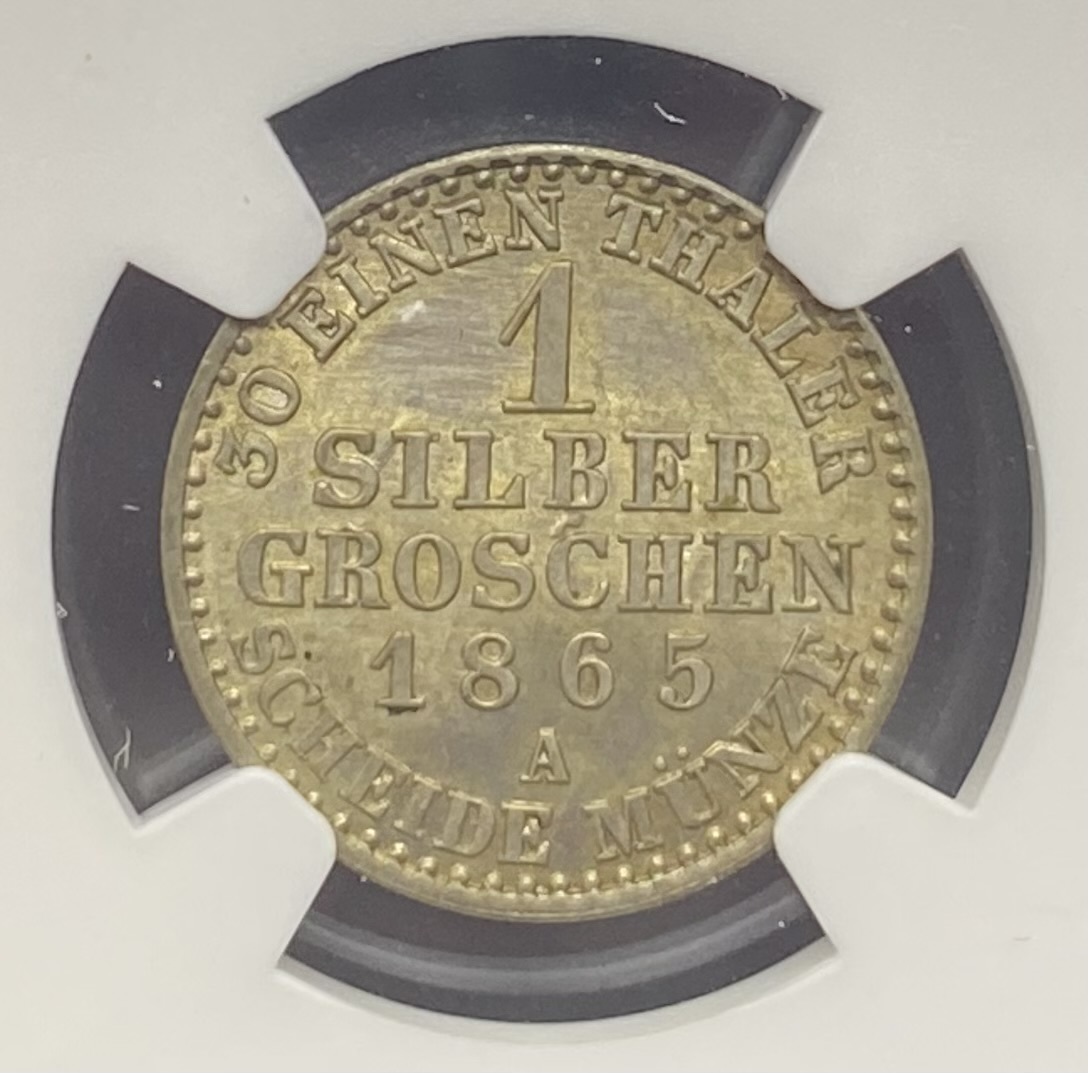 30 EINEN THALER
1
SILBER
GROSCHEN
1865
A
SCHEIDE MÜNZE